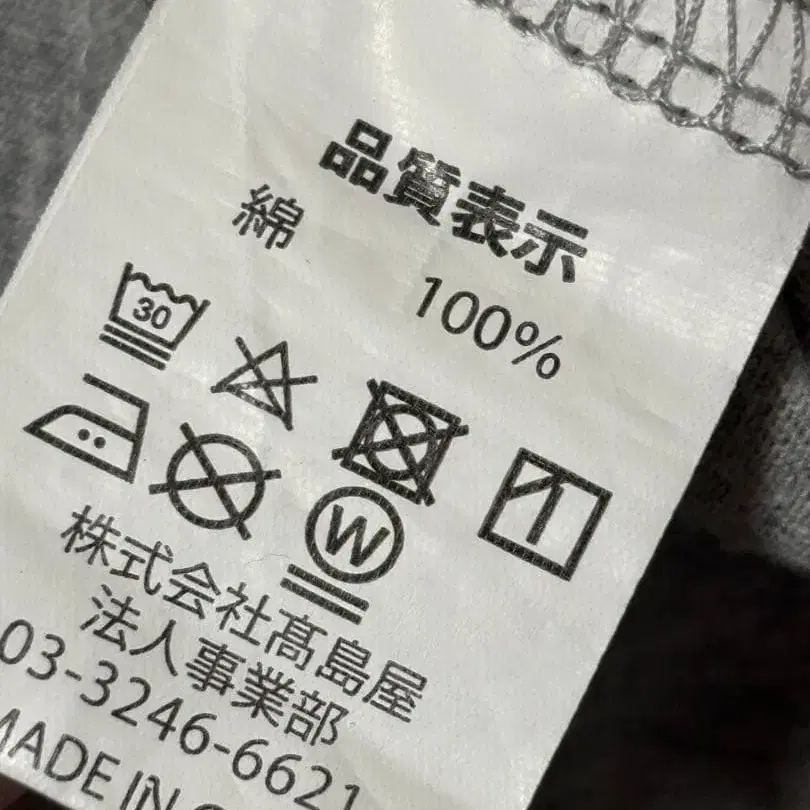 品質表示
綿 100%
30
W
株式会社髙島屋
法人事業部
03-3246-6621
MADE IN